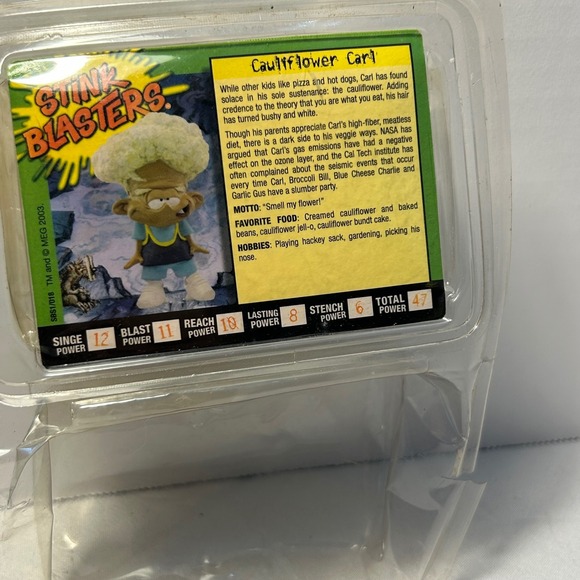 STINK
BLASTERS.
Cauliflower Carl
While other kids like pizza and hot dogs, Carl has found
solace in his sole sustenance: the cauliflower. Adding
credence to the theory that you are what you eat, his hair
has turned bushy and white.
Though his parents appreciate Carl's high-fiber, meatless
diet, there is a dark side to his veggie ways. NASA has
argued that Carl's gas emissions have had a negative
effect on the ozone layer, and the Cal Tech institute has
often complained about the seismic events that occur
every time Carl, Broccoli Bill, Blue Cheese Charlie and
Garlic Gus have a slumber party.
MOTTO: "Smell my flower!"
FAVORITE FOOD: Creamed cauliflower and baked
beans, cauliflower jell-o, cauliflower bundt cake.
HOBBIES: Playing hackey sack, gardening, picking his
nose.
SBS1/018 TM and © MEG 2003.
SINGE POWER 12 BLAST POWER 11 REACH POWER 10 LASTING POWER 8 STENCH POWER 6 TOTAL POWER 47